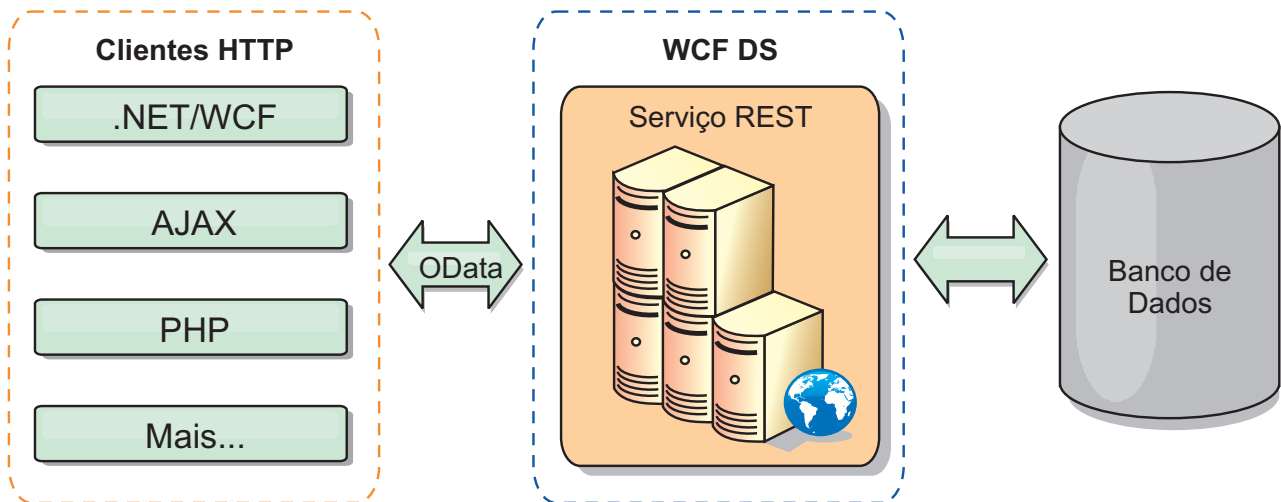 Clientes HTTP
.NET/WCF
AJAX
PHP
Mais...
OData
WCF DS
Serviço REST
Banco de
Dados